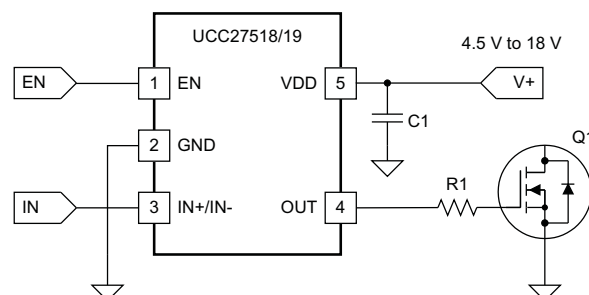 UCC27518/19
4.5 V to 18 V
EN
1
EN
VDD
5
V+
C1
2
GND
Q1
R1
IN
3
IN+/IN-
OUT
4